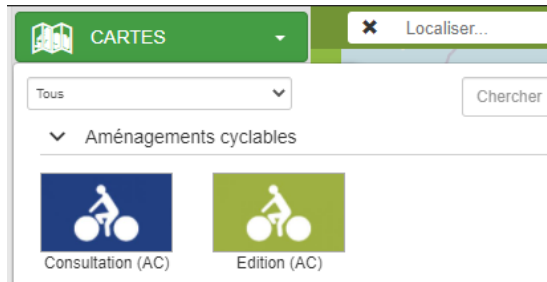 CARTES
Localiser...
Tous
Chercher
Aménagements cyclables
Consultation (AC)
Edition (AC)